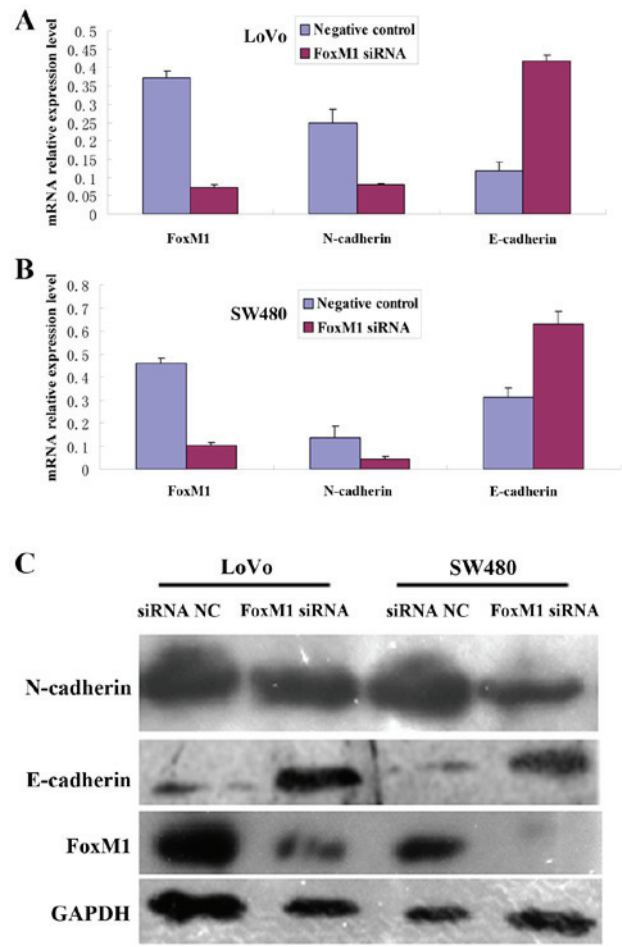 A
LoVo
Negative control
FoxM1 siRNA
mRNA relative expression level
0.5
0.45
0.4
0.35
0.3
0.25
0.2
0.15
0.1
0.05
0
FoxM1
N-cadherin
E-cadherin
B
SW480
Negative control
FoxM1 siRNA
mRNA relative expression level
0.8
0.7
0.6
0.5
0.4
0.3
0.2
0.1
0
FoxM1
N-cadherin
E-cadherin
C
LoVo
SW480
siRNA NC
FoxM1 siRNA
siRNA NC
FoxM1 siRNA
N-cadherin
E-cadherin
FoxM1
GAPDH